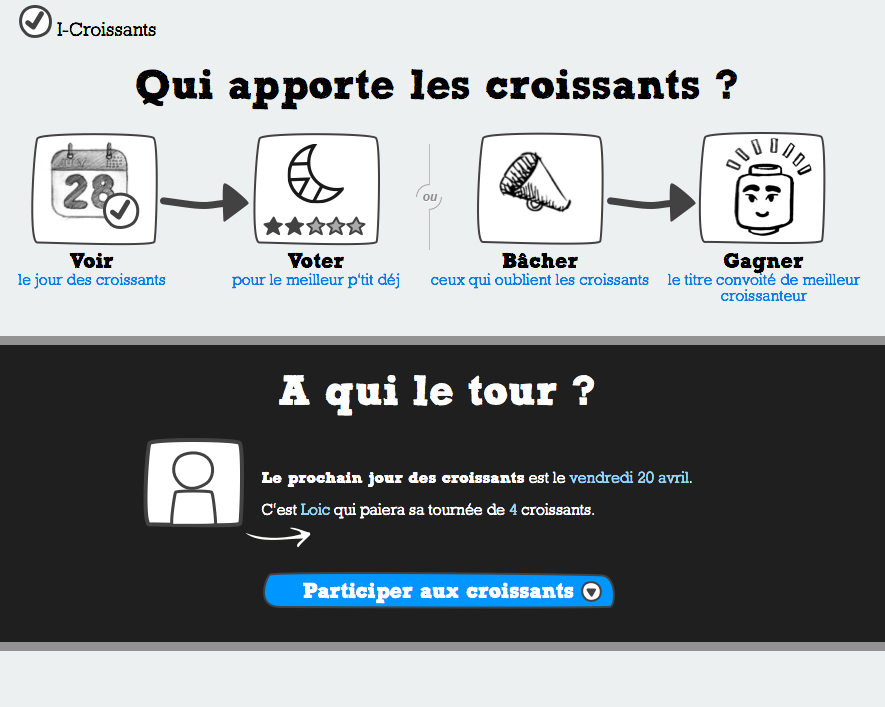 I-Croissants
Qui apporte les croissants ?
28
ou
Voir
le jour des croissants
Voter
pour le meilleur p'tit déj
Bâcher
ceux qui oublient les croissants
Gagner
le titre convoité de meilleur
croissanteur
A qui le tour ?
Le prochain jour des croissants est le vendredi 20 avril.
C'est Loic qui paiera sa tournée de 4 croissants.
Participer aux croissants